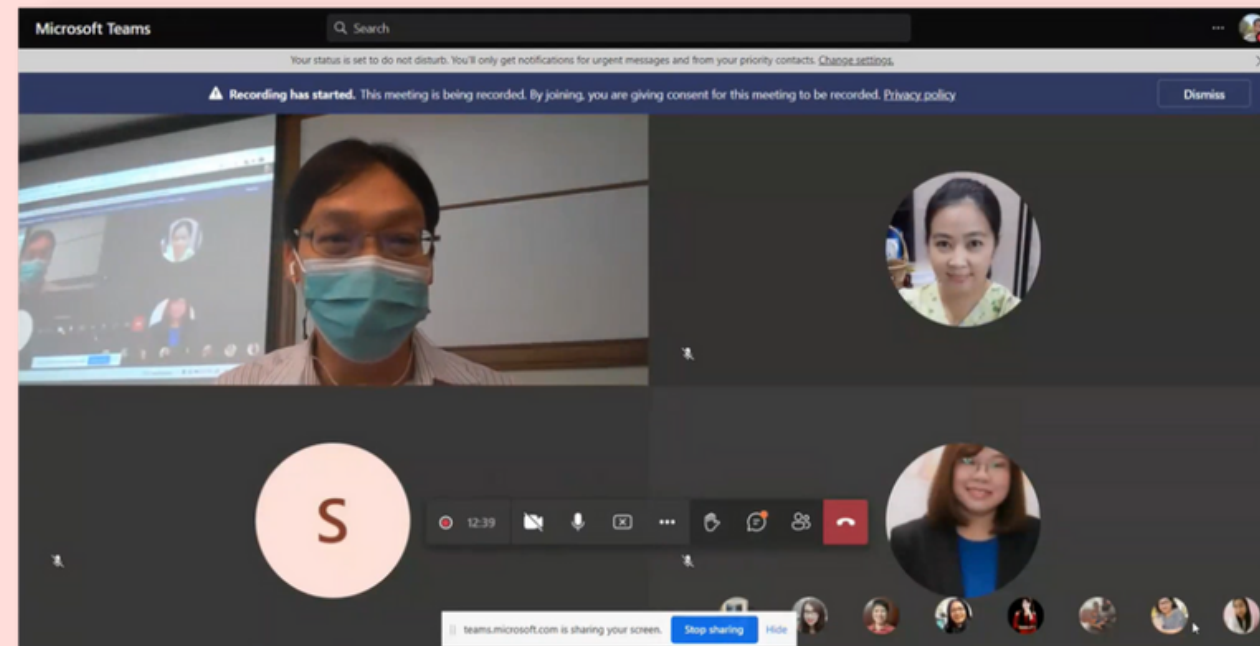 Microsoft Teams
Search
Your status is set to do not disturb. You'll only get notifications for urgent messages and from your priority contacts. Change settings.
Recording has started. This meeting is being recorded. By joining, you are giving consent for this meeting to be recorded. Privacy policy
Dismiss
S
12:39
teams.microsoft.com is sharing your screen.
Stop sharing
Hide